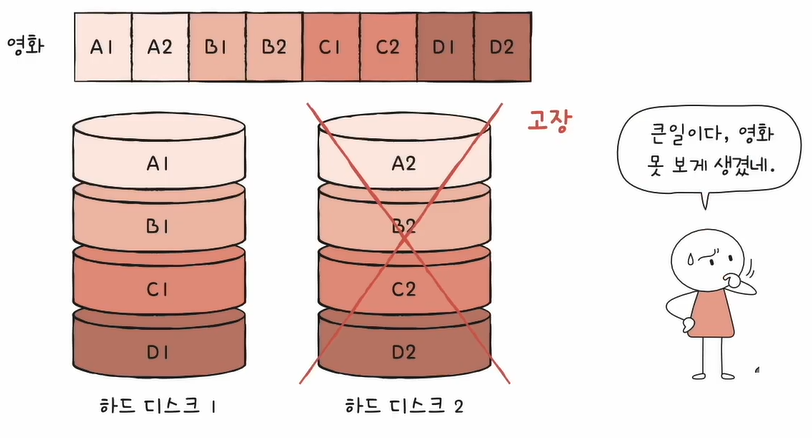 영화 A1 A2 B1 B2 C1 C2 D1 D2
고장
A1 A2
B1 B2
C1 C2
D1 D2
하드 디스크 1 하드 디스크 2
큰일이다, 영화
못 보게 생겼네.